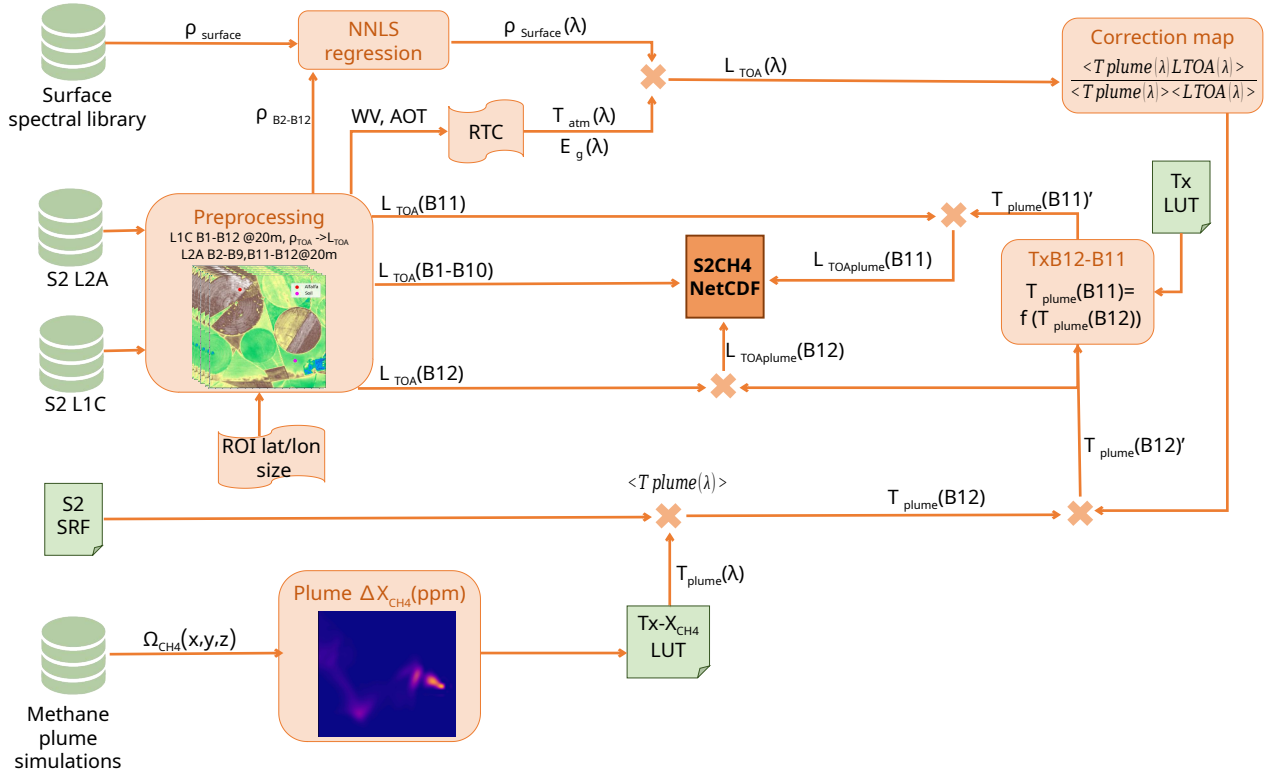 ρ surface
NNLS
regression
ρ Surface(λ)
L TOA(λ)
Correction map
<T plume(λ)LTOA(λ)>
<T plume(λ)><LTOA(λ)>
Surface
spectral library
ρ B2-B12
WV, AOT
RTC
T atm(λ)
E g(λ)
S2 L2A
Preprocessing
L1C B1-B12 @20m, ρTOA ->LTOA
L2A B2-B9,B11-B12@20m
Alfalfa
Soil
L TOA(B11)
T plume(B11)’
Tx
LUT
L TOA(B1-B10)
S2CH4
NetCDF
L TOAplume(B11)
TxB12-B11
T plume(B11)=
f (T plume(B12))
S2 L1C
L TOA(B12)
L TOAplume(B12)
ROI lat/lon
size
T plume(B12)’
<T plume(λ)>
S2
SRF
T plume(B12)
Tplume(λ)
Plume ΔXCH4(ppm)
ΩCH4(x,y,z)
Tx-XCH4
LUT
Methane
plume
simulations